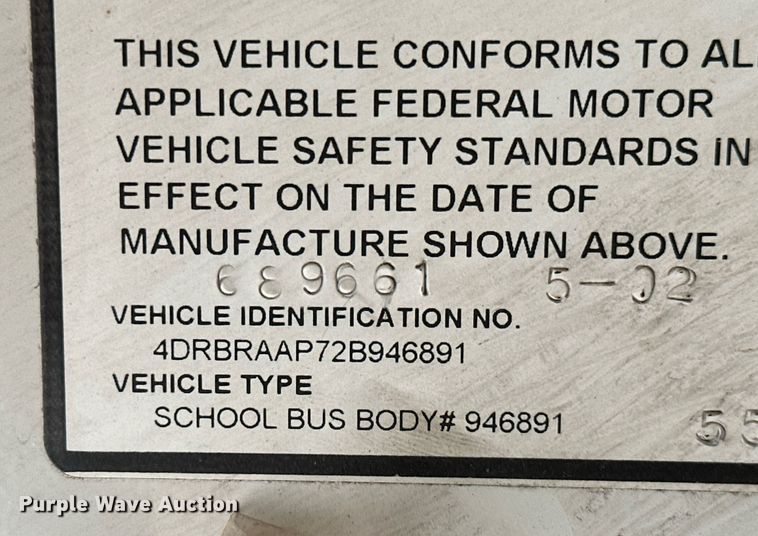 THIS VEHICLE CONFORMS TO AL
APPLICABLE FEDERAL MOTOR
VEHICLE SAFETY STANDARDS IN
EFFECT ON THE DATE OF
MANUFACTURE SHOWN ABOVE.
5-02
VEHICLE IDENTIFICATION NO.
4DRBRAAP72B946891
VEHICLE TYPE
SCHOOL BUS BODY# 946891
55
Purple Wave Auction